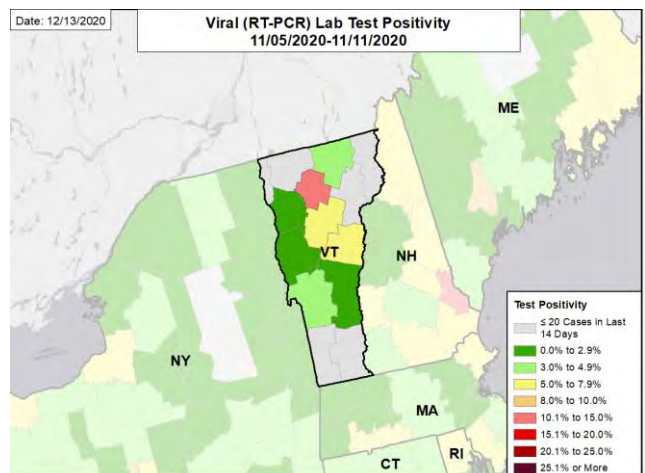 Date: 12/13/2020
Viral (RT-PCR) Lab Test Positivity
11/05/2020-11/11/2020
ME
VT
NH
NY
MA
CT
RI
Test Positivity
≤ 20 Cases in Last
14 Days
0.0% to 2.9%
3.0% to 4.9%
5.0% to 7.9%
8.0% to 10.0%
10.1% to 15.0%
15.1% to 20.0%
20.1% to 25.0%
25.1% or More